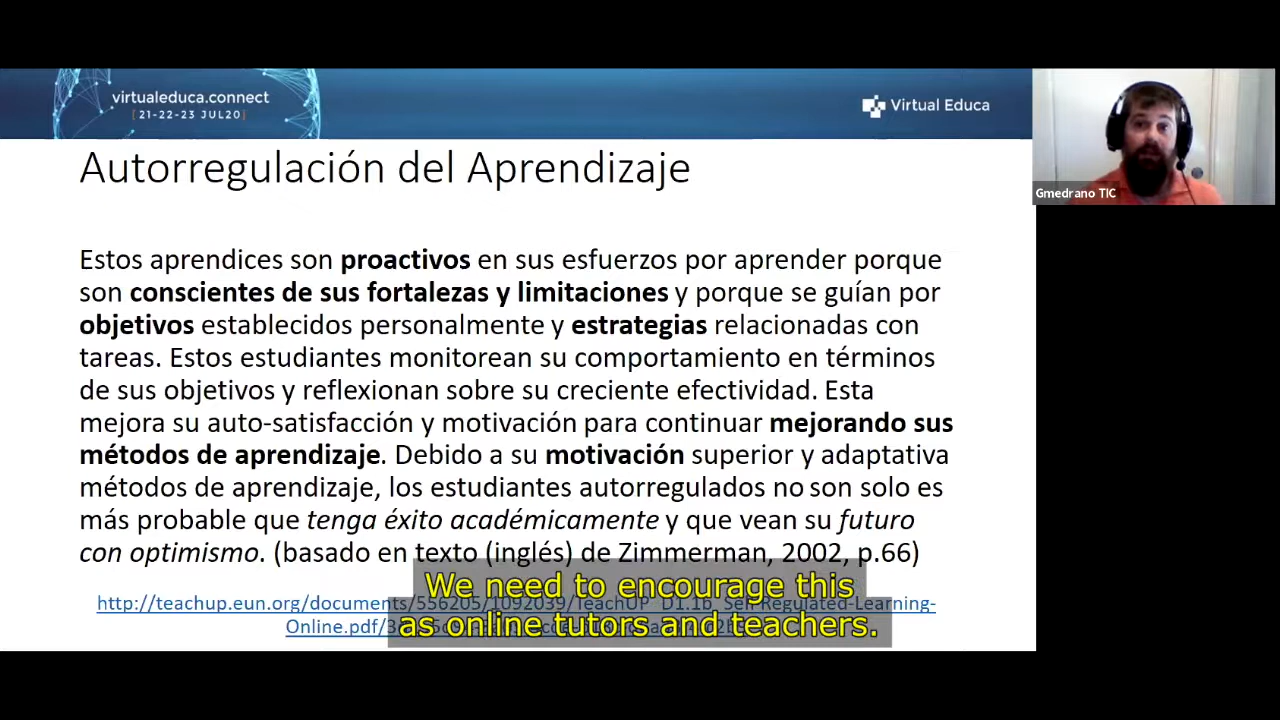 virtualeduca.connect
[21-22-23 JUL20]
Virtual Educa
Gmedrano TIC
Autorregulación del Aprendizaje
Estos aprendices son proactivos en sus esfuerzos por aprender porque
son conscientes de sus fortalezas y limitaciones y porque se guían por
objetivos establecidos personalmente y estrategias relacionadas con
tareas. Estos estudiantes monitorean su comportamiento en términos
de sus objetivos y reflexionan sobre su creciente efectividad. Esta
mejora su auto-satisfacción y motivación para continuar mejorando sus
métodos de aprendizaje. Debido a su motivación superior y adaptativa
métodos de aprendizaje, los estudiantes autorregulados no son solo es
más probable que tenga éxito académicamente y que vean su futuro
con optimismo. (basado en texto (inglés) de Zimmerman, 2002, p.66)
http://teachup.eun.org/documents/556205/1092039/TeachUP_D1.1b_Self-Regulated-Learning-
Online.pdf/
We need to encourage this
as online tutors and teachers.